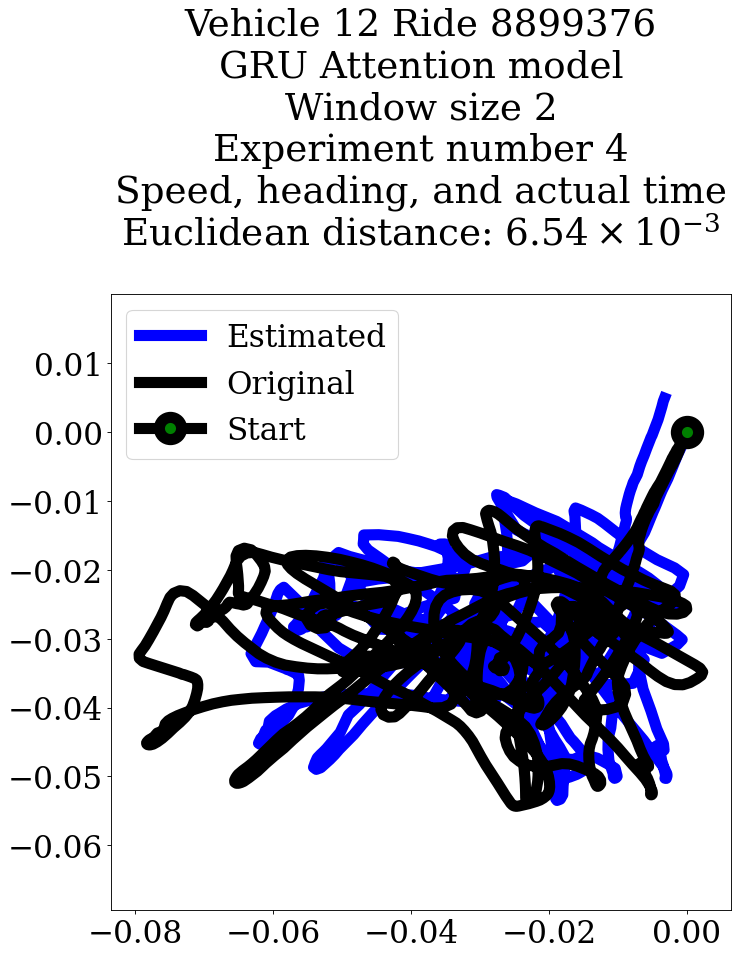 Vehicle 12 Ride 8899376
GRU Attention model
Window size 2
Experiment number 4
Speed, heading, and actual time
Euclidean distance: 6.54 × 10⁻³
Estimated
Original
Start
0.01
0.00
−0.01
−0.02
−0.03
−0.04
−0.05
−0.06
−0.08 −0.06 −0.04 −0.02 0.00